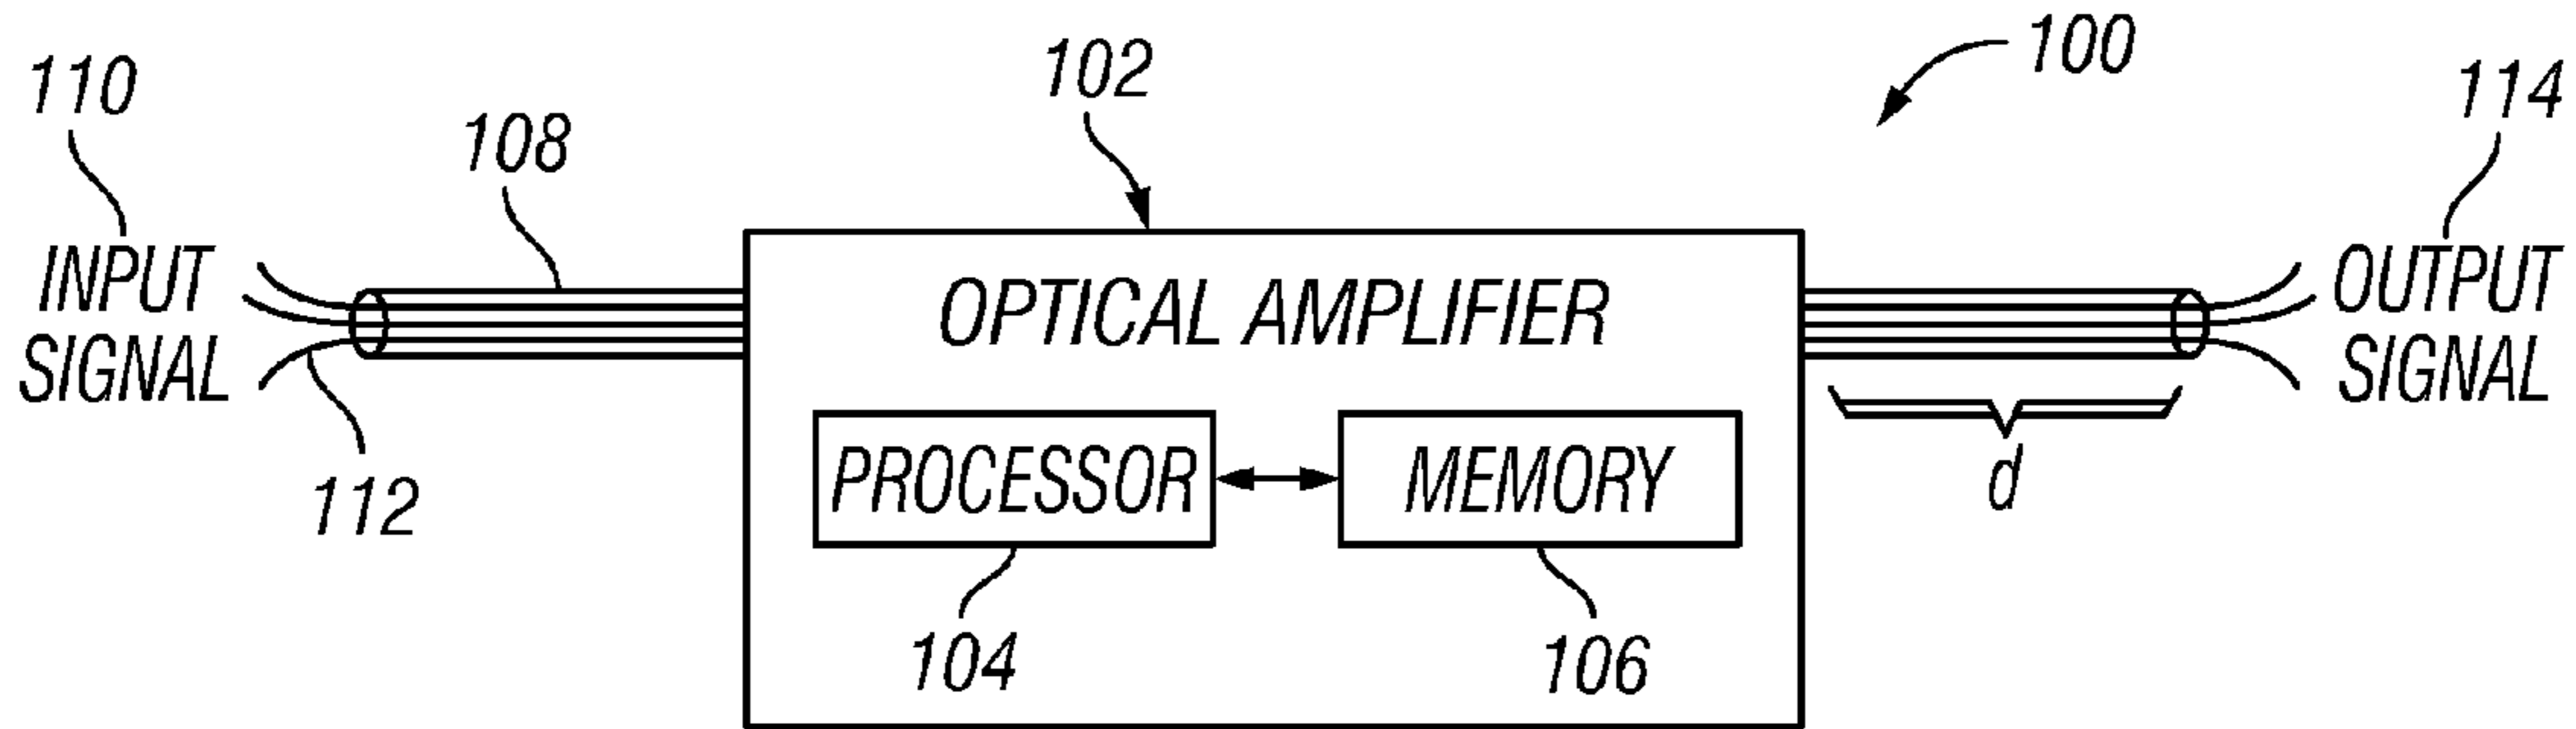 100
102
110
114
108
INPUT
SIGNAL
OPTICAL AMPLIFIER
OUTPUT
SIGNAL
PROCESSOR
MEMORY
d
112
104
106